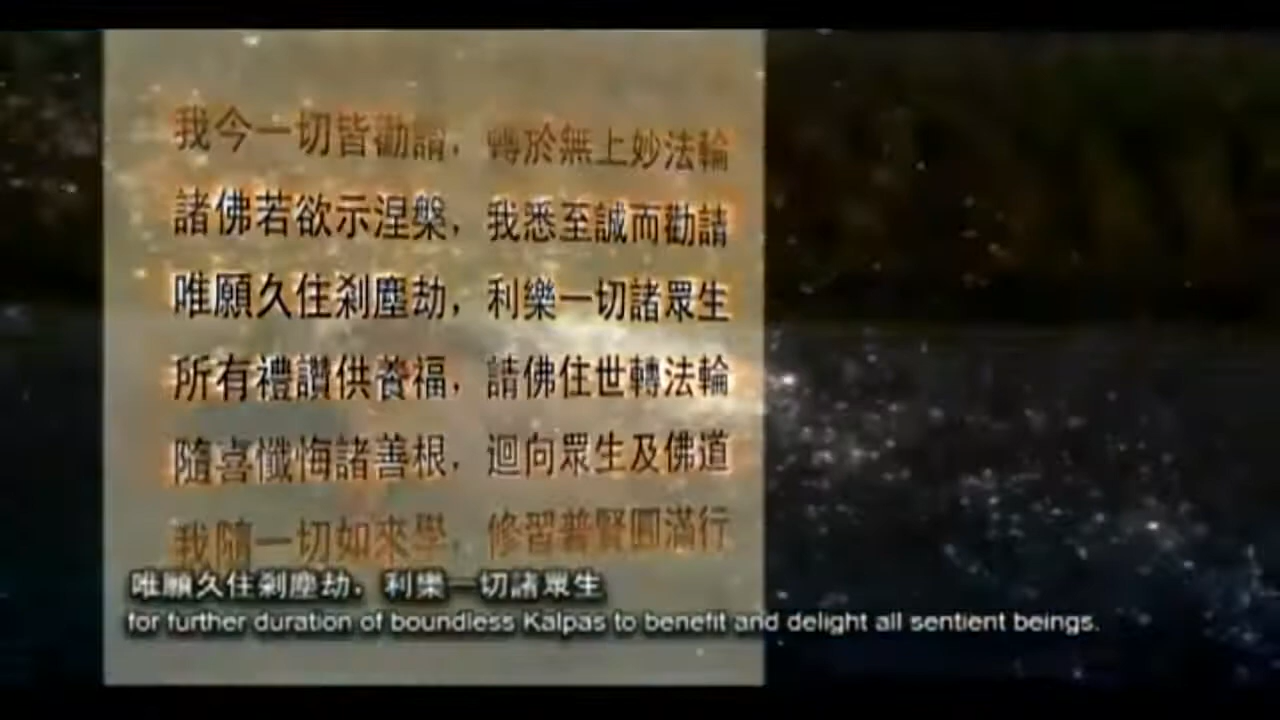 我今一切皆勸請，轉於無上妙法輪
諸佛若欲示涅槃，我悉至誠而勸請
唯願久住剎塵劫，利樂一切諸眾生
所有禮讚供養福，請佛住世轉法輪
隨喜懺悔諸善根，迴向眾生及佛道
我隨一切如來學，修習普賢圓滿行
唯願久住剎塵劫，利樂一切諸眾生
for further duration of boundless Kalpas to benefit and delight all sentient beings.